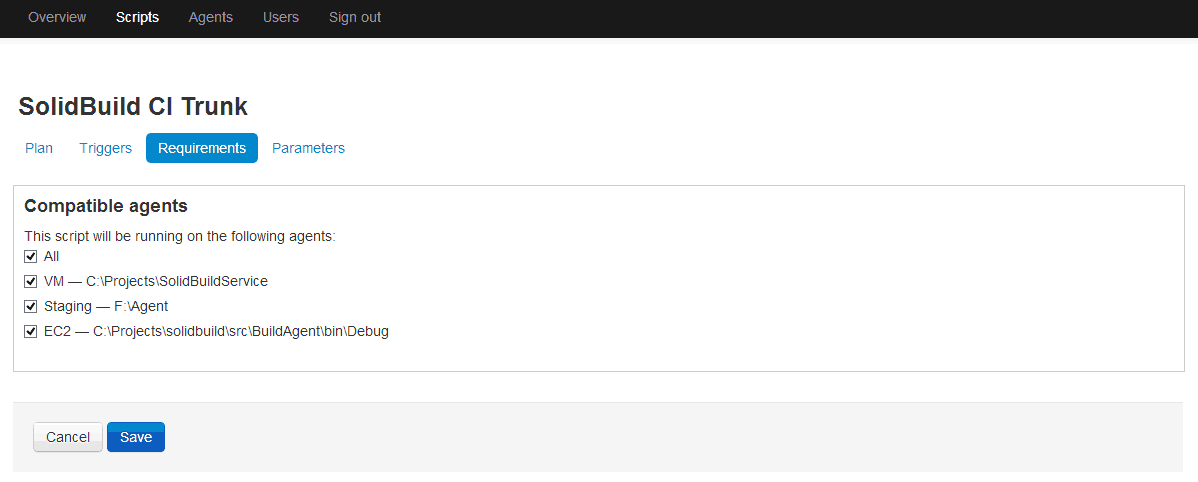 Overview Scripts Agents Users Sign out
SolidBuild CI Trunk
Plan Triggers Requirements Parameters
Compatible agents
This script will be running on the following agents:
All
VM — C:\Projects\SolidBuildService
Staging — F:\Agent
EC2 — C:\Projects\solidbuild\src\BuildAgent\bin\Debug
Cancel Save